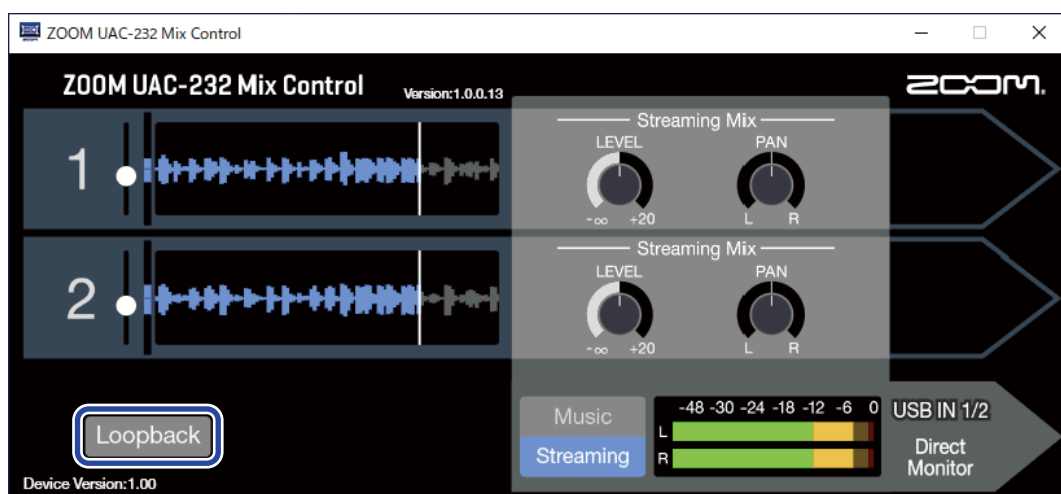 ZOOM UAC-232 Mix Control
ZOOM UAC-232 Mix Control
Version:1.0.0.13
ZOOM.
1
Streaming Mix
LEVEL PAN
-∞ +20 L R
2
Streaming Mix
LEVEL PAN
-∞ +20 L R
Loopback
Music
Streaming
-48 -30 -24 -18 -12 -6 0
L
R
USB IN 1/2
Direct
Monitor
Device Version:1.00